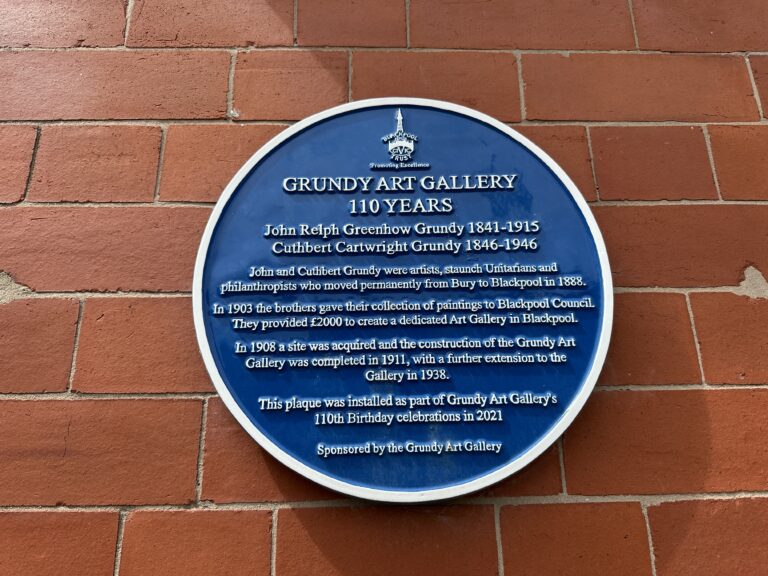 BLACKPOOL
CIVIC TRUST
Promoting Excellence
GRUNDY ART GALLERY
110 YEARS
John Relph Greenhow Grundy 1841-1915
Cuthbert Cartwright Grundy 1846-1946
John and Cuthbert Grundy were artists, staunch Unitarians and
philanthropists who moved permanently from Bury to Blackpool in 1888.
In 1903 the brothers gave their collection of paintings to Blackpool Council.
They provided £2000 to create a dedicated Art Gallery in Blackpool.
In 1908 a site was acquired and the construction of the Grundy Art
Gallery was completed in 1911, with a further extension to the
Gallery in 1938.
This plaque was installed as part of Grundy Art Gallery's
110th Birthday celebrations in 2021
Sponsored by the Grundy Art Gallery